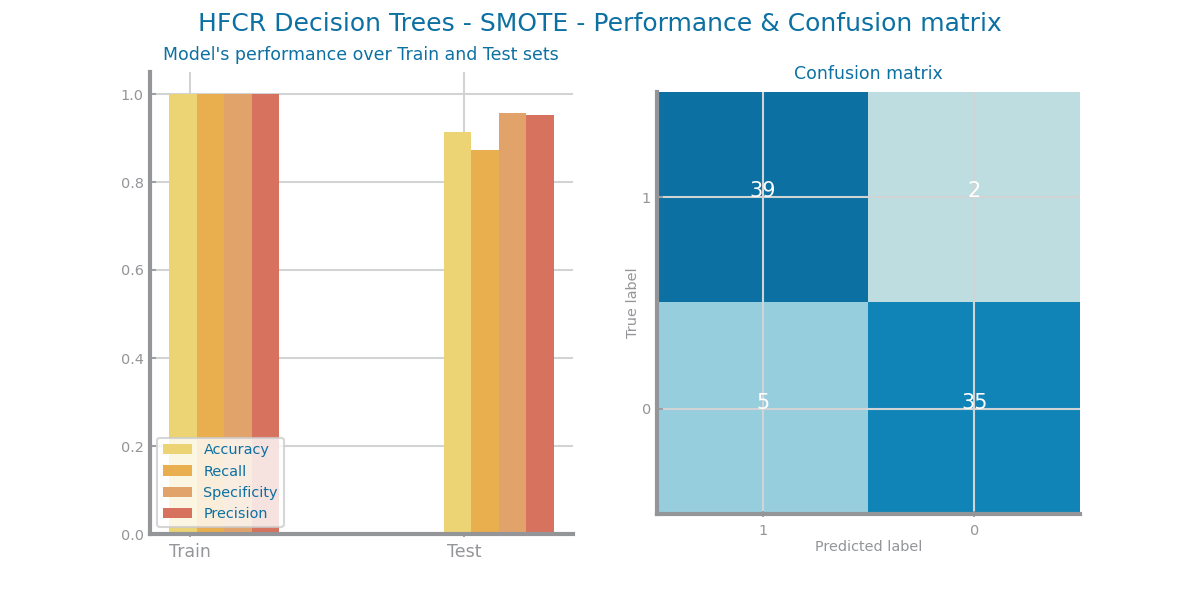 HFCR Decision Trees - SMOTE - Performance & Confusion matrix
Model's performance over Train and Test sets
1.0
0.8
0.6
0.4
0.2
0.0
Accuracy
Recall
Specificity
Precision
Train
Test
Confusion matrix
True label
1
0
39
2
5
35
1
0
Predicted label